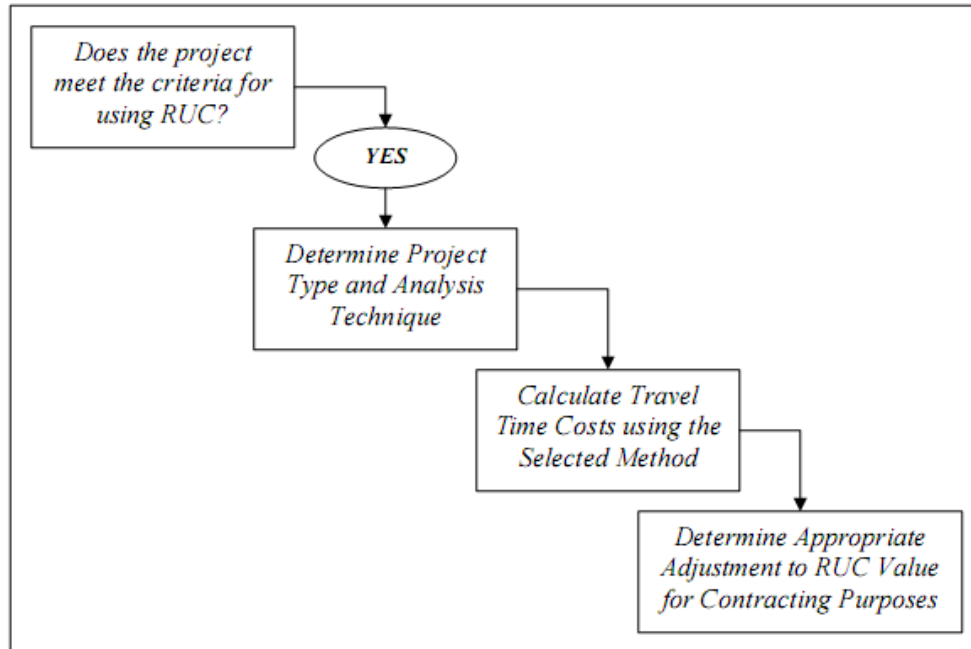 Does the project
meet the criteria for
using RUC?
YES
Determine Project
Type and Analysis
Technique
Calculate Travel
Time Costs using the
Selected Method
Determine Appropriate
Adjustment to RUC Value
for Contracting Purposes